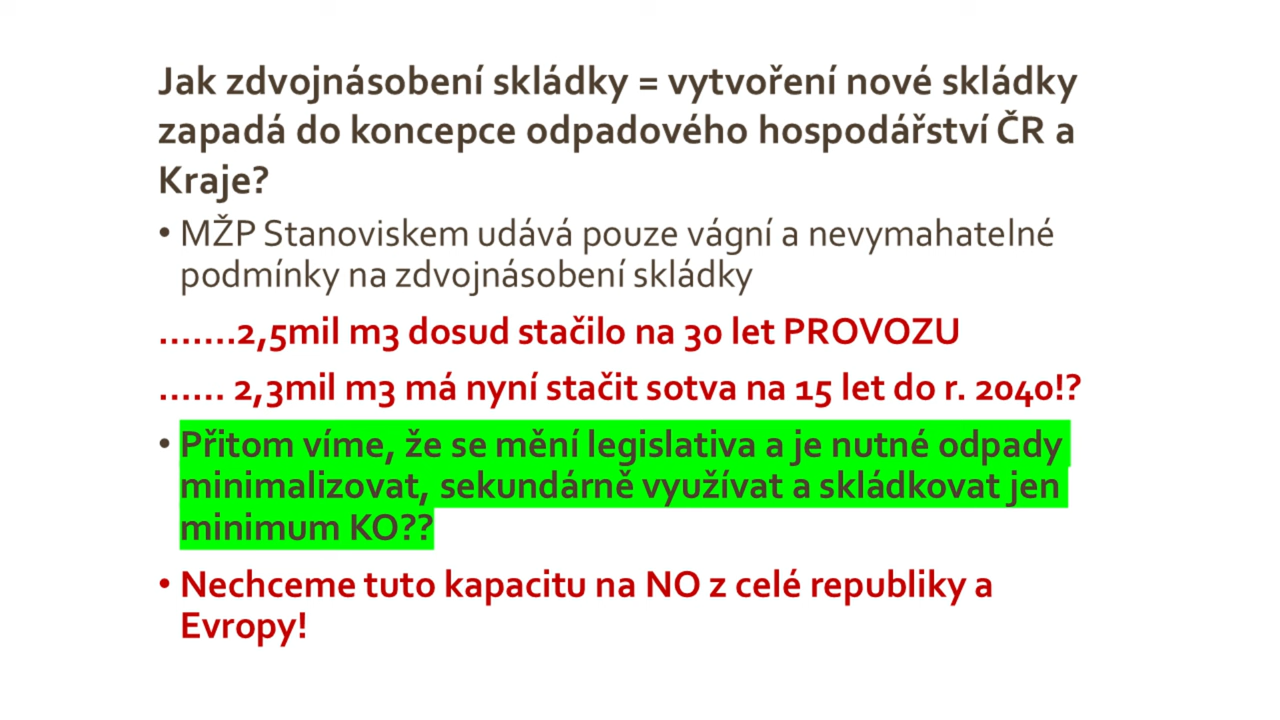 Jak zdvojnásobení skládky = vytvoření nové skládky
zapadá do koncepce odpadového hospodářství ČR a
Kraje?
• MŽP Stanoviskem udává pouze vágní a nevymahatelné
podmínky na zdvojnásobení skládky
…….2,5mil m3 dosud stačilo na 30 let PROVOZU
…… 2,3mil m3 má nyní stačit sotva na 15 let do r. 2040!?
• Přitom víme, že se mění legislativa a je nutné odpady
minimalizovat, sekundárně využívat a skládkovat jen
minimum KO??
• Nechceme tuto kapacitu na NO z celé republiky a
Evropy!